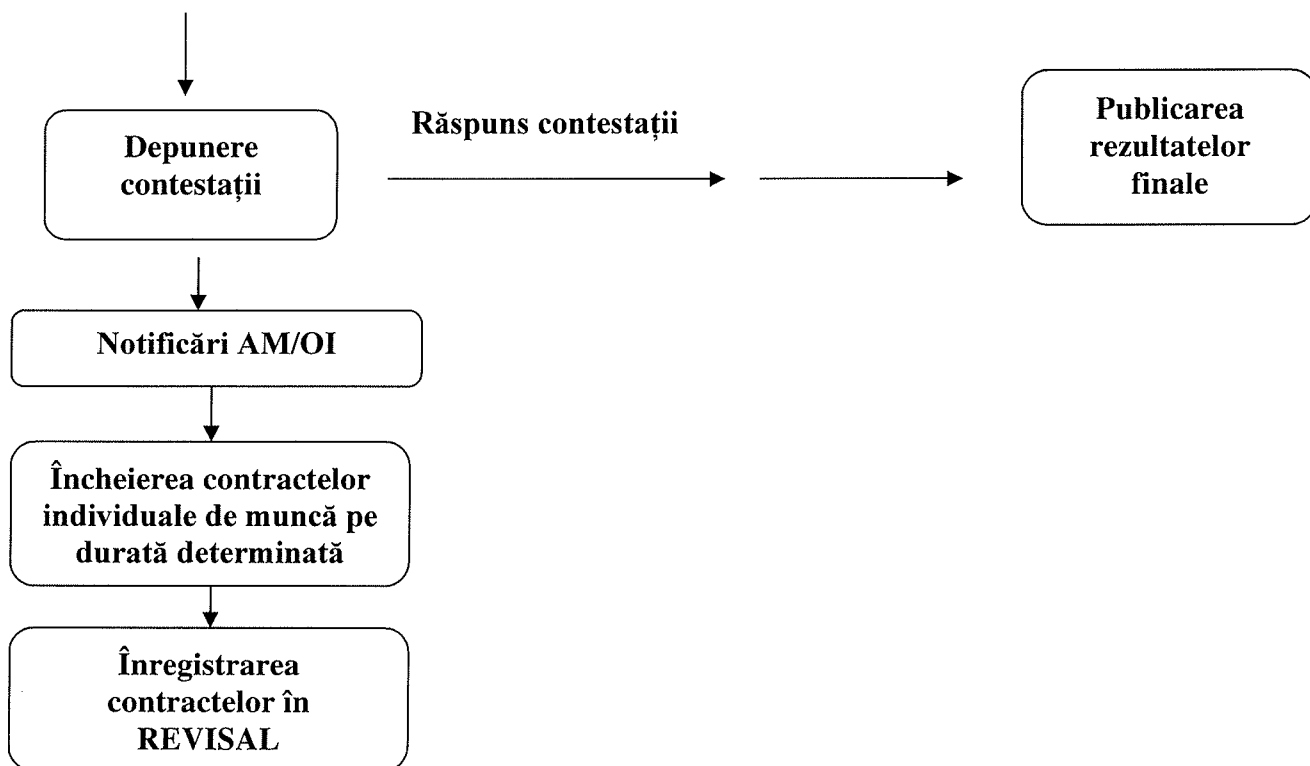 Depunere
contestații
Răspuns contestații
Publicarea
rezultatelor
finale
Notificări AM/OI
Încheierea contractelor
individuale de muncă pe
durată determinată
Înregistrarea
contractelor în
REVISAL